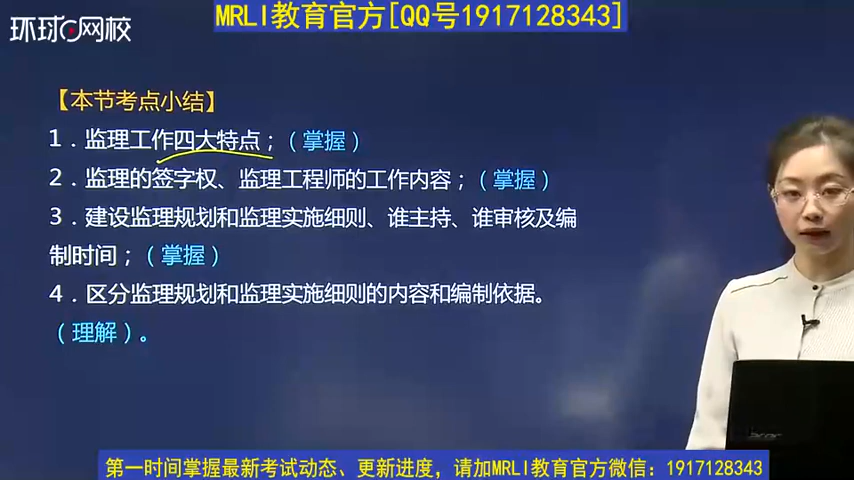 MRLI教育官方[QQ号1917128343]
环球网校
【本节考点小结】
1．监理工作四大特点；（掌握）
2．监理的签字权、监理工程师的工作内容；（掌握）
3．建设监理规划和监理实施细则、谁主持、谁审核及编
制时间；（掌握）
4．区分监理规划和监理实施细则的内容和编制依据。
（理解）。
acer
第一时间掌握最新考试动态、更新进度，请加MRLI教育官方微信：1917128343